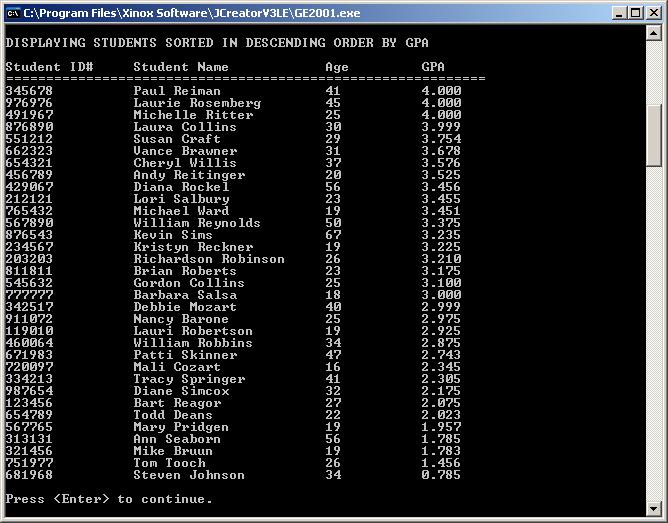 C:\Program Files\Xinox Software\JCreatorV3LE\GE2001.exe
DISPLAYING STUDENTS SORTED IN DESCENDING ORDER BY GPA
Student ID# Student Name Age GPA
============================================================
345678 Paul Reiman 41 4.000
976976 Laurie Rosemberg 45 4.000
491967 Michelle Ritter 25 4.000
876890 Laura Collins 30 3.999
551212 Susan Craft 29 3.754
662323 Vance Brawner 31 3.678
654321 Cheryl Willis 37 3.576
456789 Andy Reitinger 20 3.525
429067 Diana Rockel 56 3.456
212121 Lori Salbury 23 3.455
765432 Michael Ward 19 3.451
567890 William Reynolds 50 3.375
876543 Kevin Sims 67 3.235
234567 Kristyn Reckner 19 3.225
203203 Richardson Robinson 26 3.210
811811 Brian Roberts 23 3.175
545632 Gordon Collins 25 3.100
777777 Barbara Salsa 18 3.000
342517 Debbie Mozart 40 2.999
911072 Nancy Barone 25 2.975
119010 Lauri Robertson 19 2.925
460064 William Robbins 34 2.875
671983 Patti Skinner 47 2.743
720097 Mali Cozart 16 2.345
334213 Tracy Springer 41 2.305
987654 Diane Simcox 32 2.175
123456 Bart Reagor 27 2.075
654789 Todd Deans 22 2.023
567765 Mary Pridgen 19 1.957
313131 Ann Seaborn 56 1.785
321456 Mike Bruun 19 1.783
751977 Tom Tooch 26 1.456
681968 Steven Johnson 34 0.785
Press <Enter> to continue.